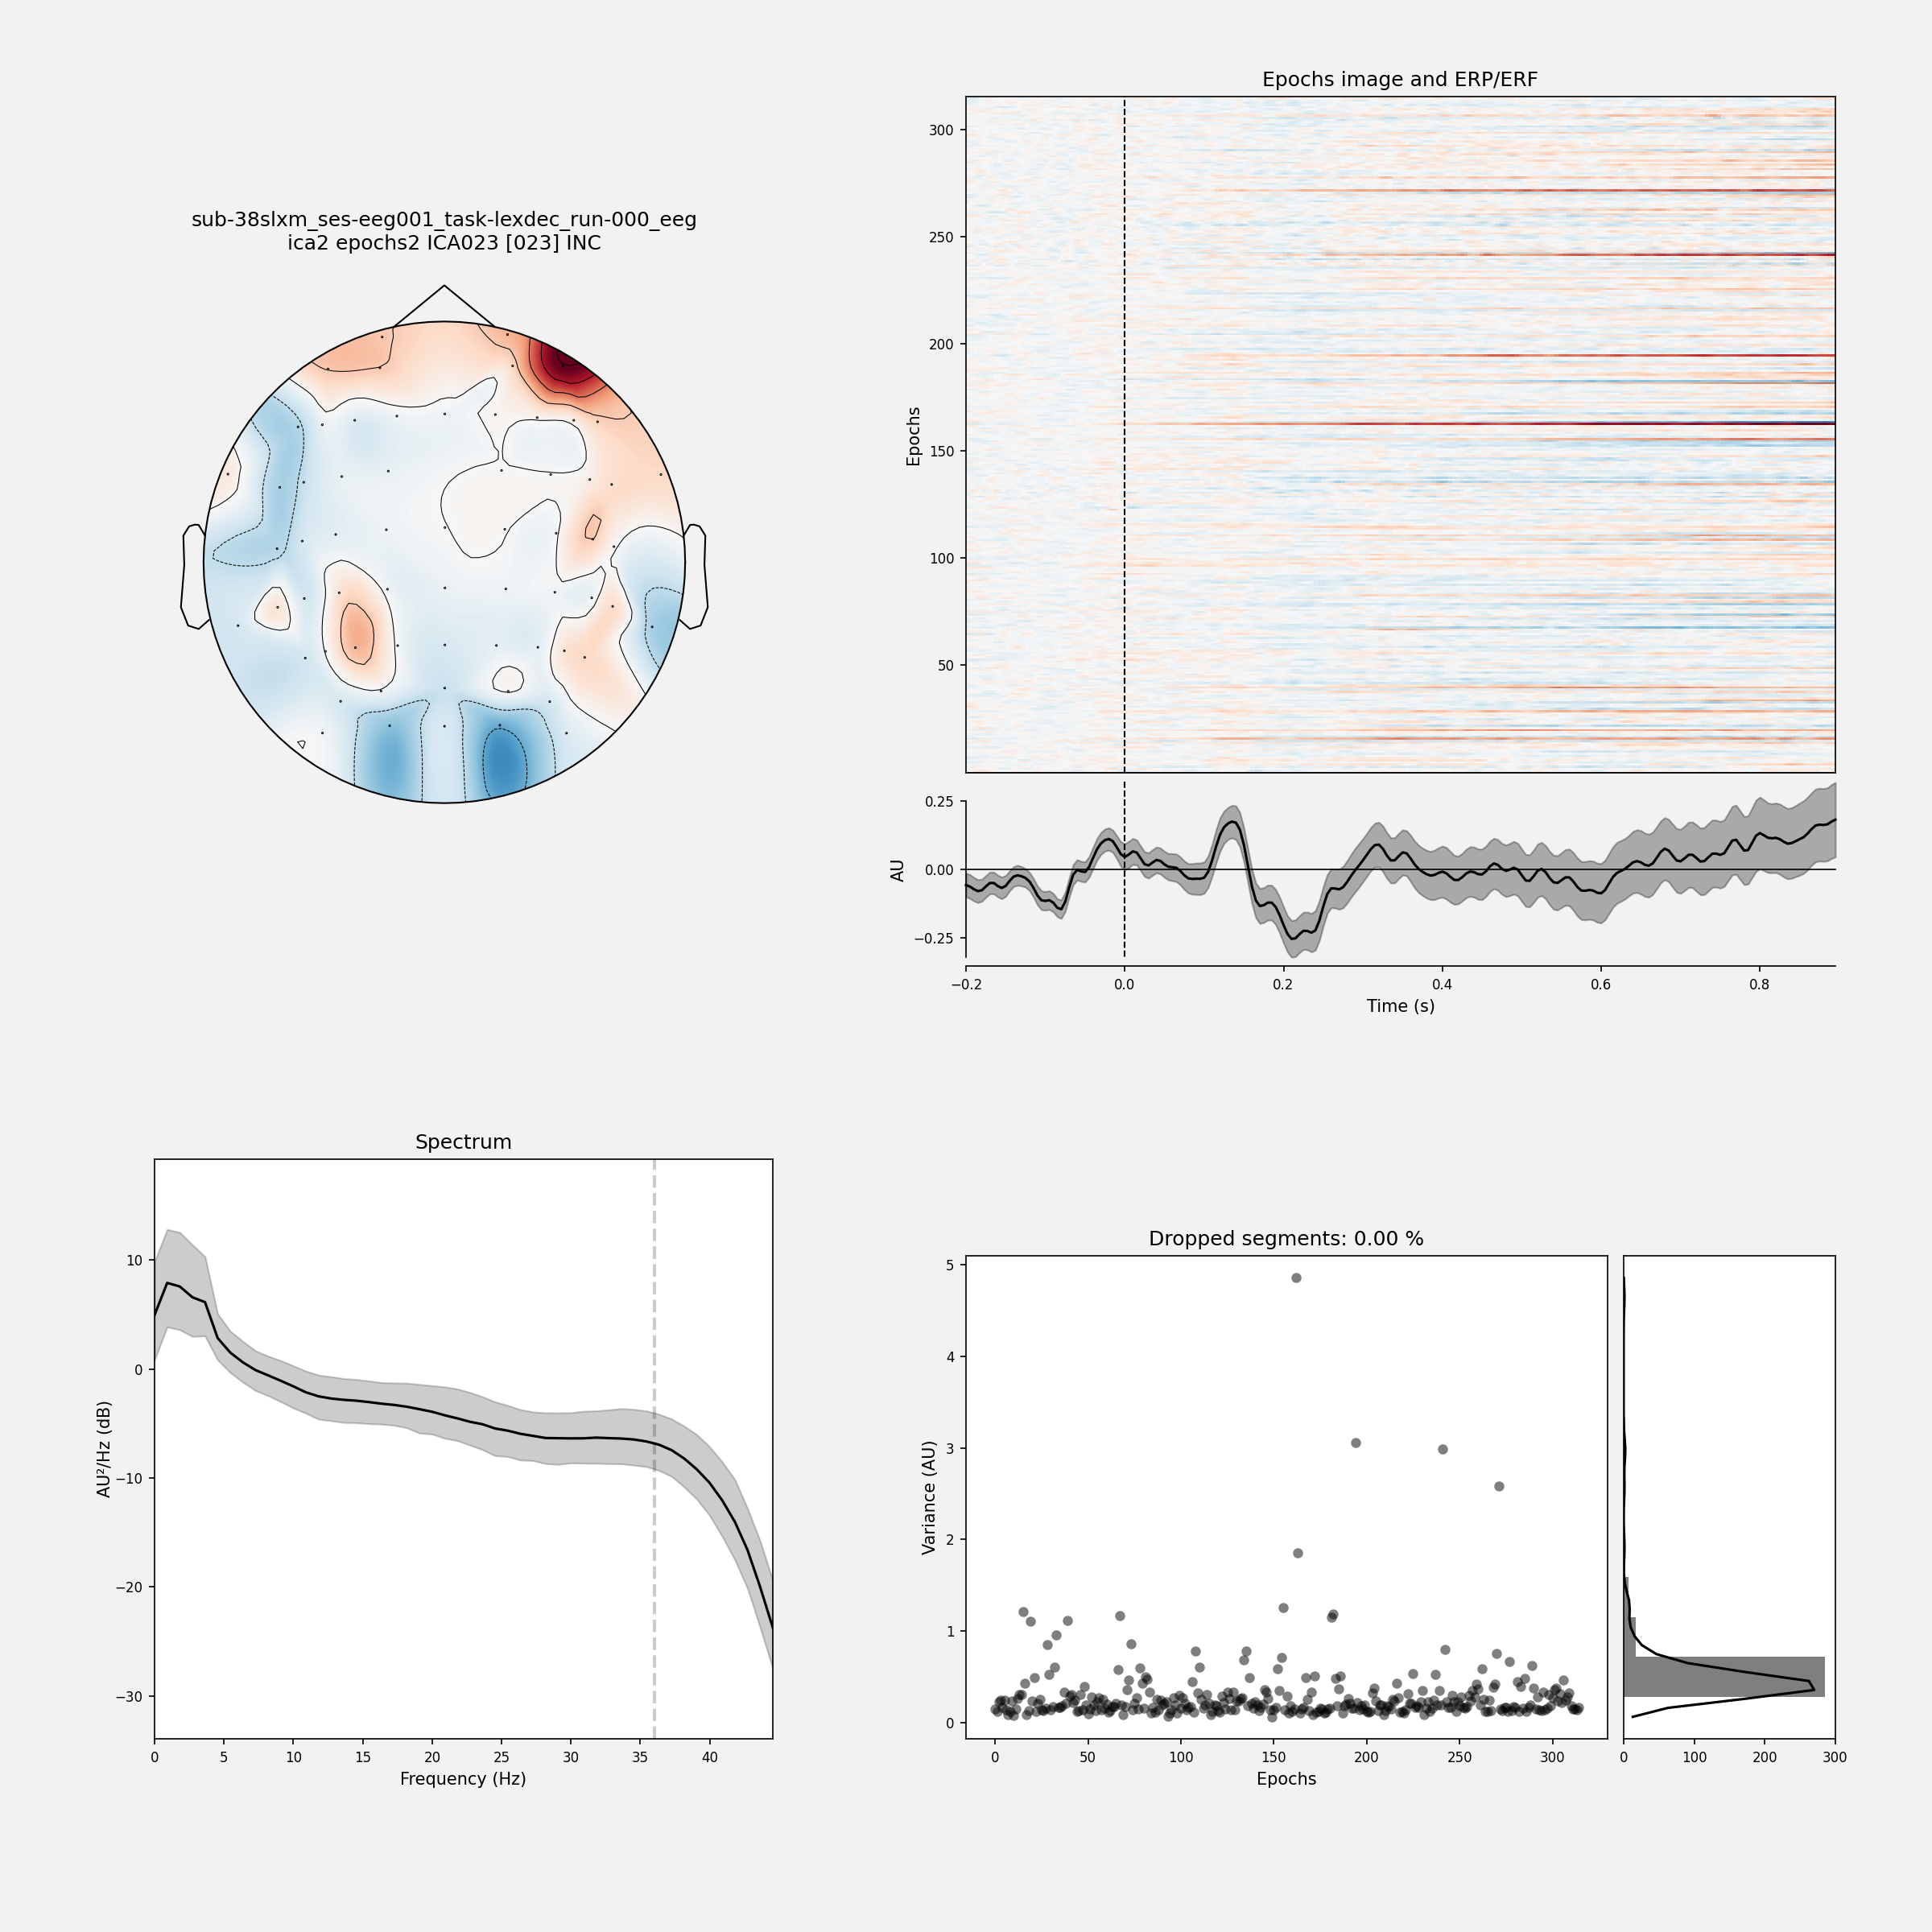 sub-38slxm_ses-eeg001_task-lexdec_run-000_eeg
ica2 epochs2 ICA023 [023] INC
Epochs image and ERP/ERF
Epochs
300
250
200
150
100
50
AU
0.25
0.00
−0.25
−0.2 0.0 0.2 0.4 0.6 0.8
Time (s)
Spectrum
AU²/Hz (dB)
10
0
−10
−20
−30
0 5 10 15 20 25 30 35 40
Frequency (Hz)
Dropped segments: 0.00 %
Variance (AU)
5
4
3
2
1
0
0 50 100 150 200 250 300
Epochs
0 100 200 300